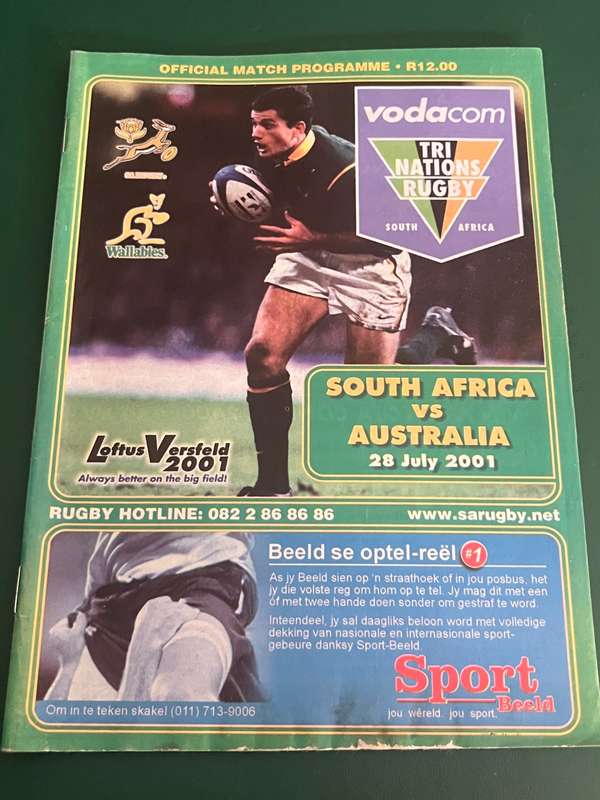 OFFICIAL MATCH PROGRAMME • R12.00
vodacom
TRI
NATIONS
RUGBY
SOUTH AFRICA
Wallabies.
SOUTH AFRICA
vs
AUSTRALIA
28 July 2001
Loftus Versfeld
2001
Always better on the big field!
RUGBY HOTLINE: 082 2 86 86 86
www.sarugby.net
Beeld se optel-reël #1
As jy Beeld sien op 'n straathoek of in jou posbus, het
jy die volste reg om hom op te tel. Jy mag dit met een
óf met twee hande doen sonder om gestraf te word.
Inteendeel, jy sal daagliks beloon word met volledige
dekking van nasionale en internasionale sport-
gebeure danksy Sport-Beeld.
Sport
Beeld
jou wêreld. jou sport.
Om in te teken skakel (011) 713-9006